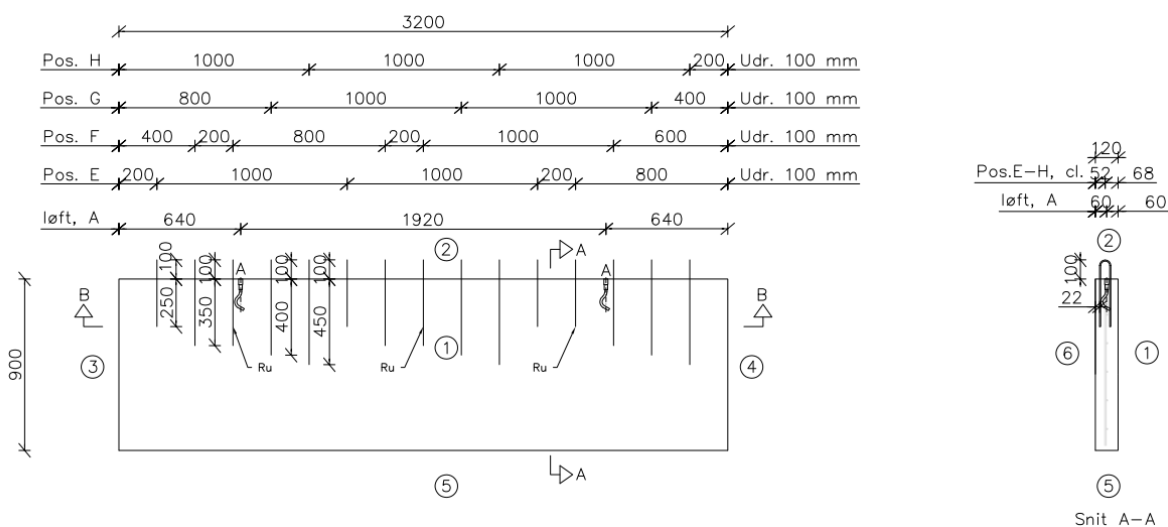 3200
Pos. H 1000 1000 1000 200 Udr. 100 mm
Pos. G 800 1000 1000 400 Udr. 100 mm
Pos. F 400 200 800 200 1000 600 Udr. 100 mm
Pos. E 200 1000 1000 200 800 Udr. 100 mm
løft, A 640 1920 640
2 A
100 100 A 100 100 A
B 250 350 400 450 B
900
3 Ru Ru 1 Ru 4
A
5
120
Pos.E-H, cl. 52 68
løft, A 60 60
2
100
22
6 1
5
Snit A-A